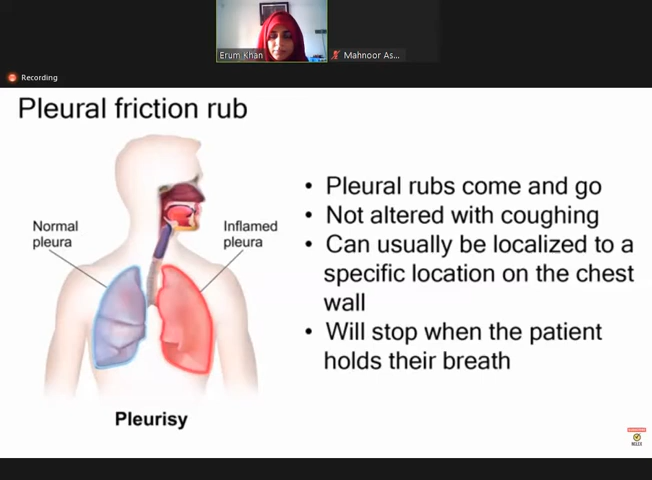 Erum Khan
Mahnoor As...
Recording
Pleural friction rub
Normal
pleura
Inflamed
pleura
Pleurisy
• Pleural rubs come and go
• Not altered with coughing
• Can usually be localized to a
specific location on the chest
wall
• Will stop when the patient
holds their breath